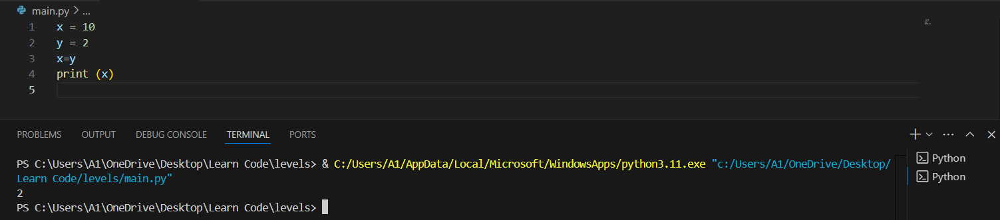 main.py > ...
1 x = 10
2 y = 2
3 x=y
4 print (x)
5
PROBLEMS OUTPUT DEBUG CONSOLE TERMINAL PORTS
PS C:\Users\A1\OneDrive\Desktop\Learn Code\levels> & C:/Users/A1/AppData/Local/Microsoft/WindowsApps/python3.11.exe "c:/Users/A1/OneDrive/Desktop/
Learn Code/levels/main.py"
2
PS C:\Users\A1\OneDrive\Desktop\Learn Code\levels>
Python
Python